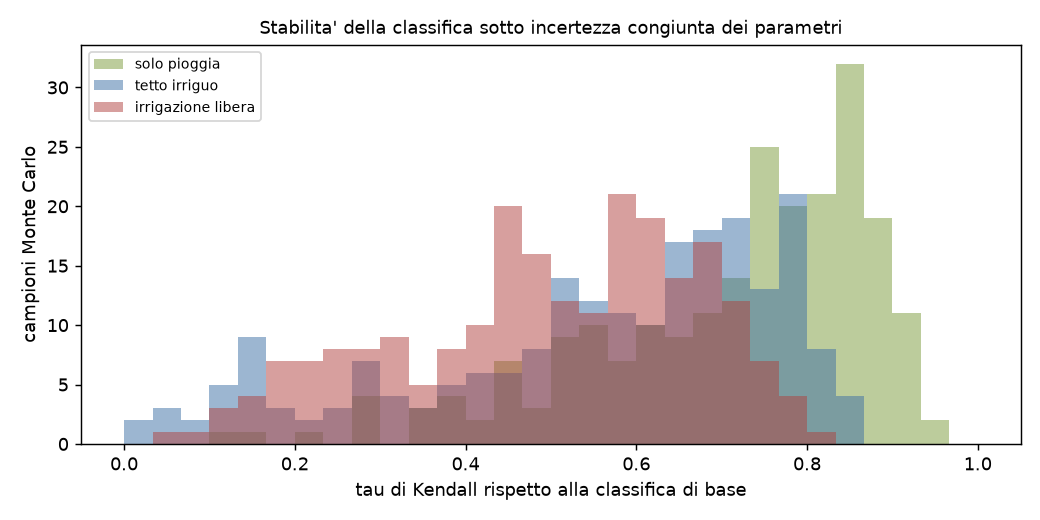 Stabilita' della classifica sotto incertezza congiunta dei parametri
solo pioggia
tetto irriguo
irrigazione libera
campioni Monte Carlo
30
25
20
15
10
5
0
0.0 0.2 0.4 0.6 0.8 1.0
tau di Kendall rispetto alla classifica di base